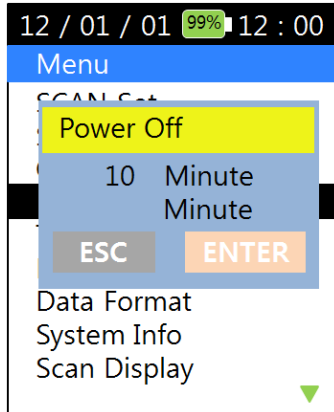 12 / 01 / 01 99% 12 : 00
Menu
Power Off
10 Minute
Minute
ESC ENTER
Data Format
System Info
Scan Display